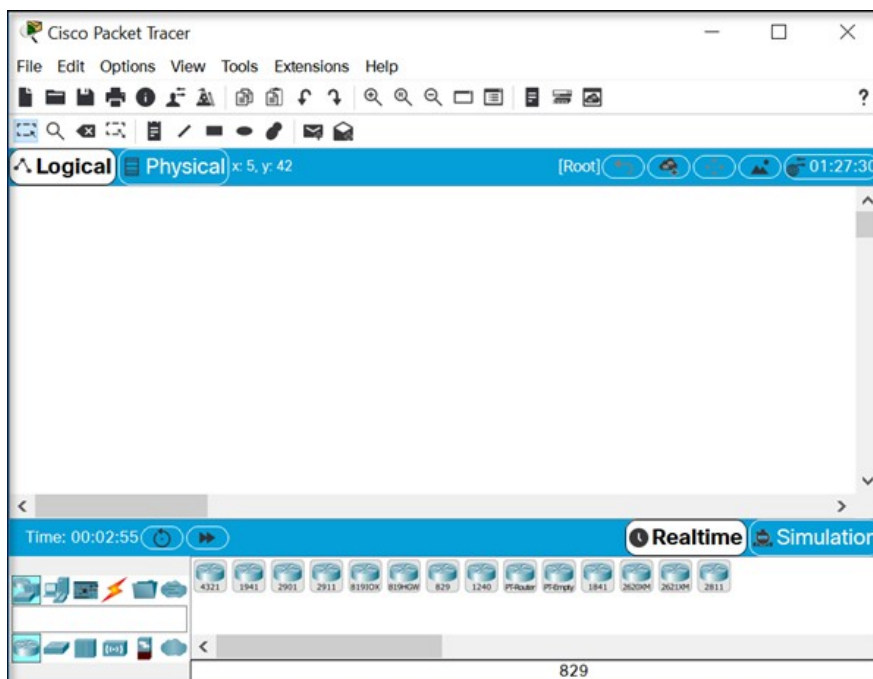 Cisco Packet Tracer
File Edit Options View Tools Extensions Help
?
Logical Physical x: 5, y: 42 [Root] 01:27:30
Time: 00:02:55 Realtime Simulation
4321 1941 2901 2911 819IOX 819HGW 829 1240 PT-Router PT-Empty 1841 2620XM 2621XM 2811
829